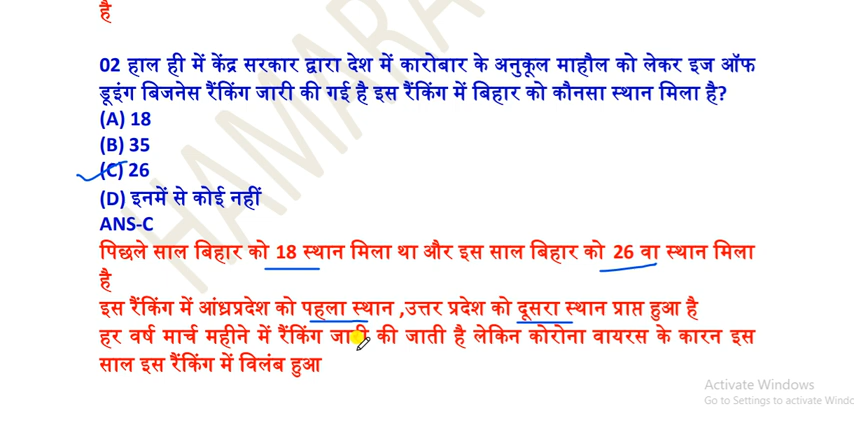 है
02 हाल ही में केंद्र सरकार द्वारा देश में कारोबार के अनुकूल माहौल को लेकर इज ऑफ
डूइंग बिजनेस रैंकिंग जारी की गई है इस रैंकिंग में बिहार को कौनसा स्थान मिला है?
(A) 18
(B) 35
(C) 26
(D) इनमें से कोई नहीं
ANS-C
पिछले साल बिहार को 18 स्थान मिला था और इस साल बिहार को 26 वा स्थान मिला
है
इस रैंकिंग में आंध्रप्रदेश को पहला स्थान ,उत्तर प्रदेश को दूसरा स्थान प्राप्त हुआ है
हर वर्ष मार्च महीने में रैंकिंग जारी की जाती है लेकिन कोरोना वायरस के कारन इस
साल इस रैंकिंग में विलंब हुआ
HAMARA
Activate Windows
Go to Settings to activate Windo